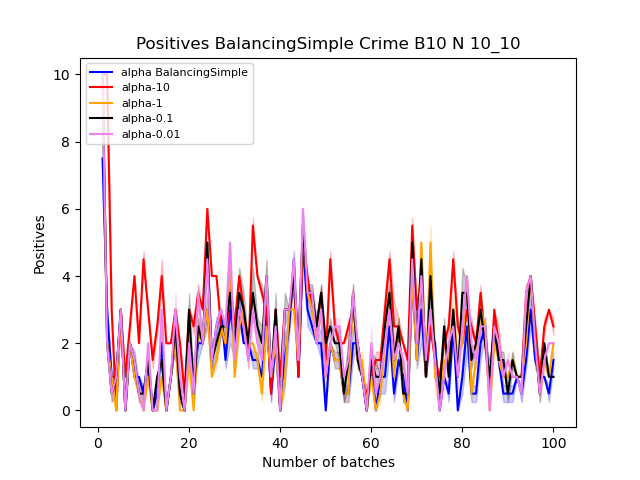 Positives BalancingSimple Crime B10 N 10_10
alpha BalancingSimple
alpha-10
alpha-1
alpha-0.1
alpha-0.01
Positives
10
8
6
4
2
0
0 20 40 60 80 100
Number of batches